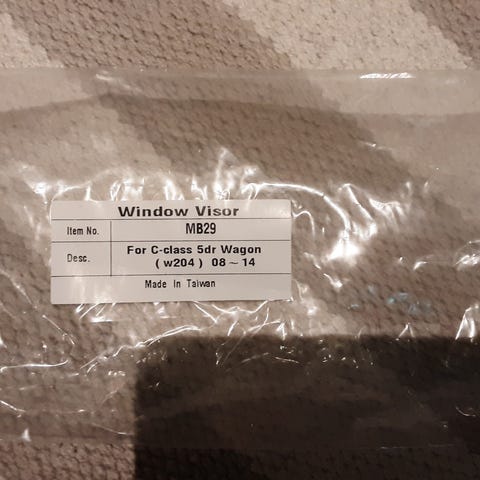 Window Visor
Item No. MB29
Desc. For C-class 5dr Wagon
( w204 ) 08 ~ 14
Made In Taiwan